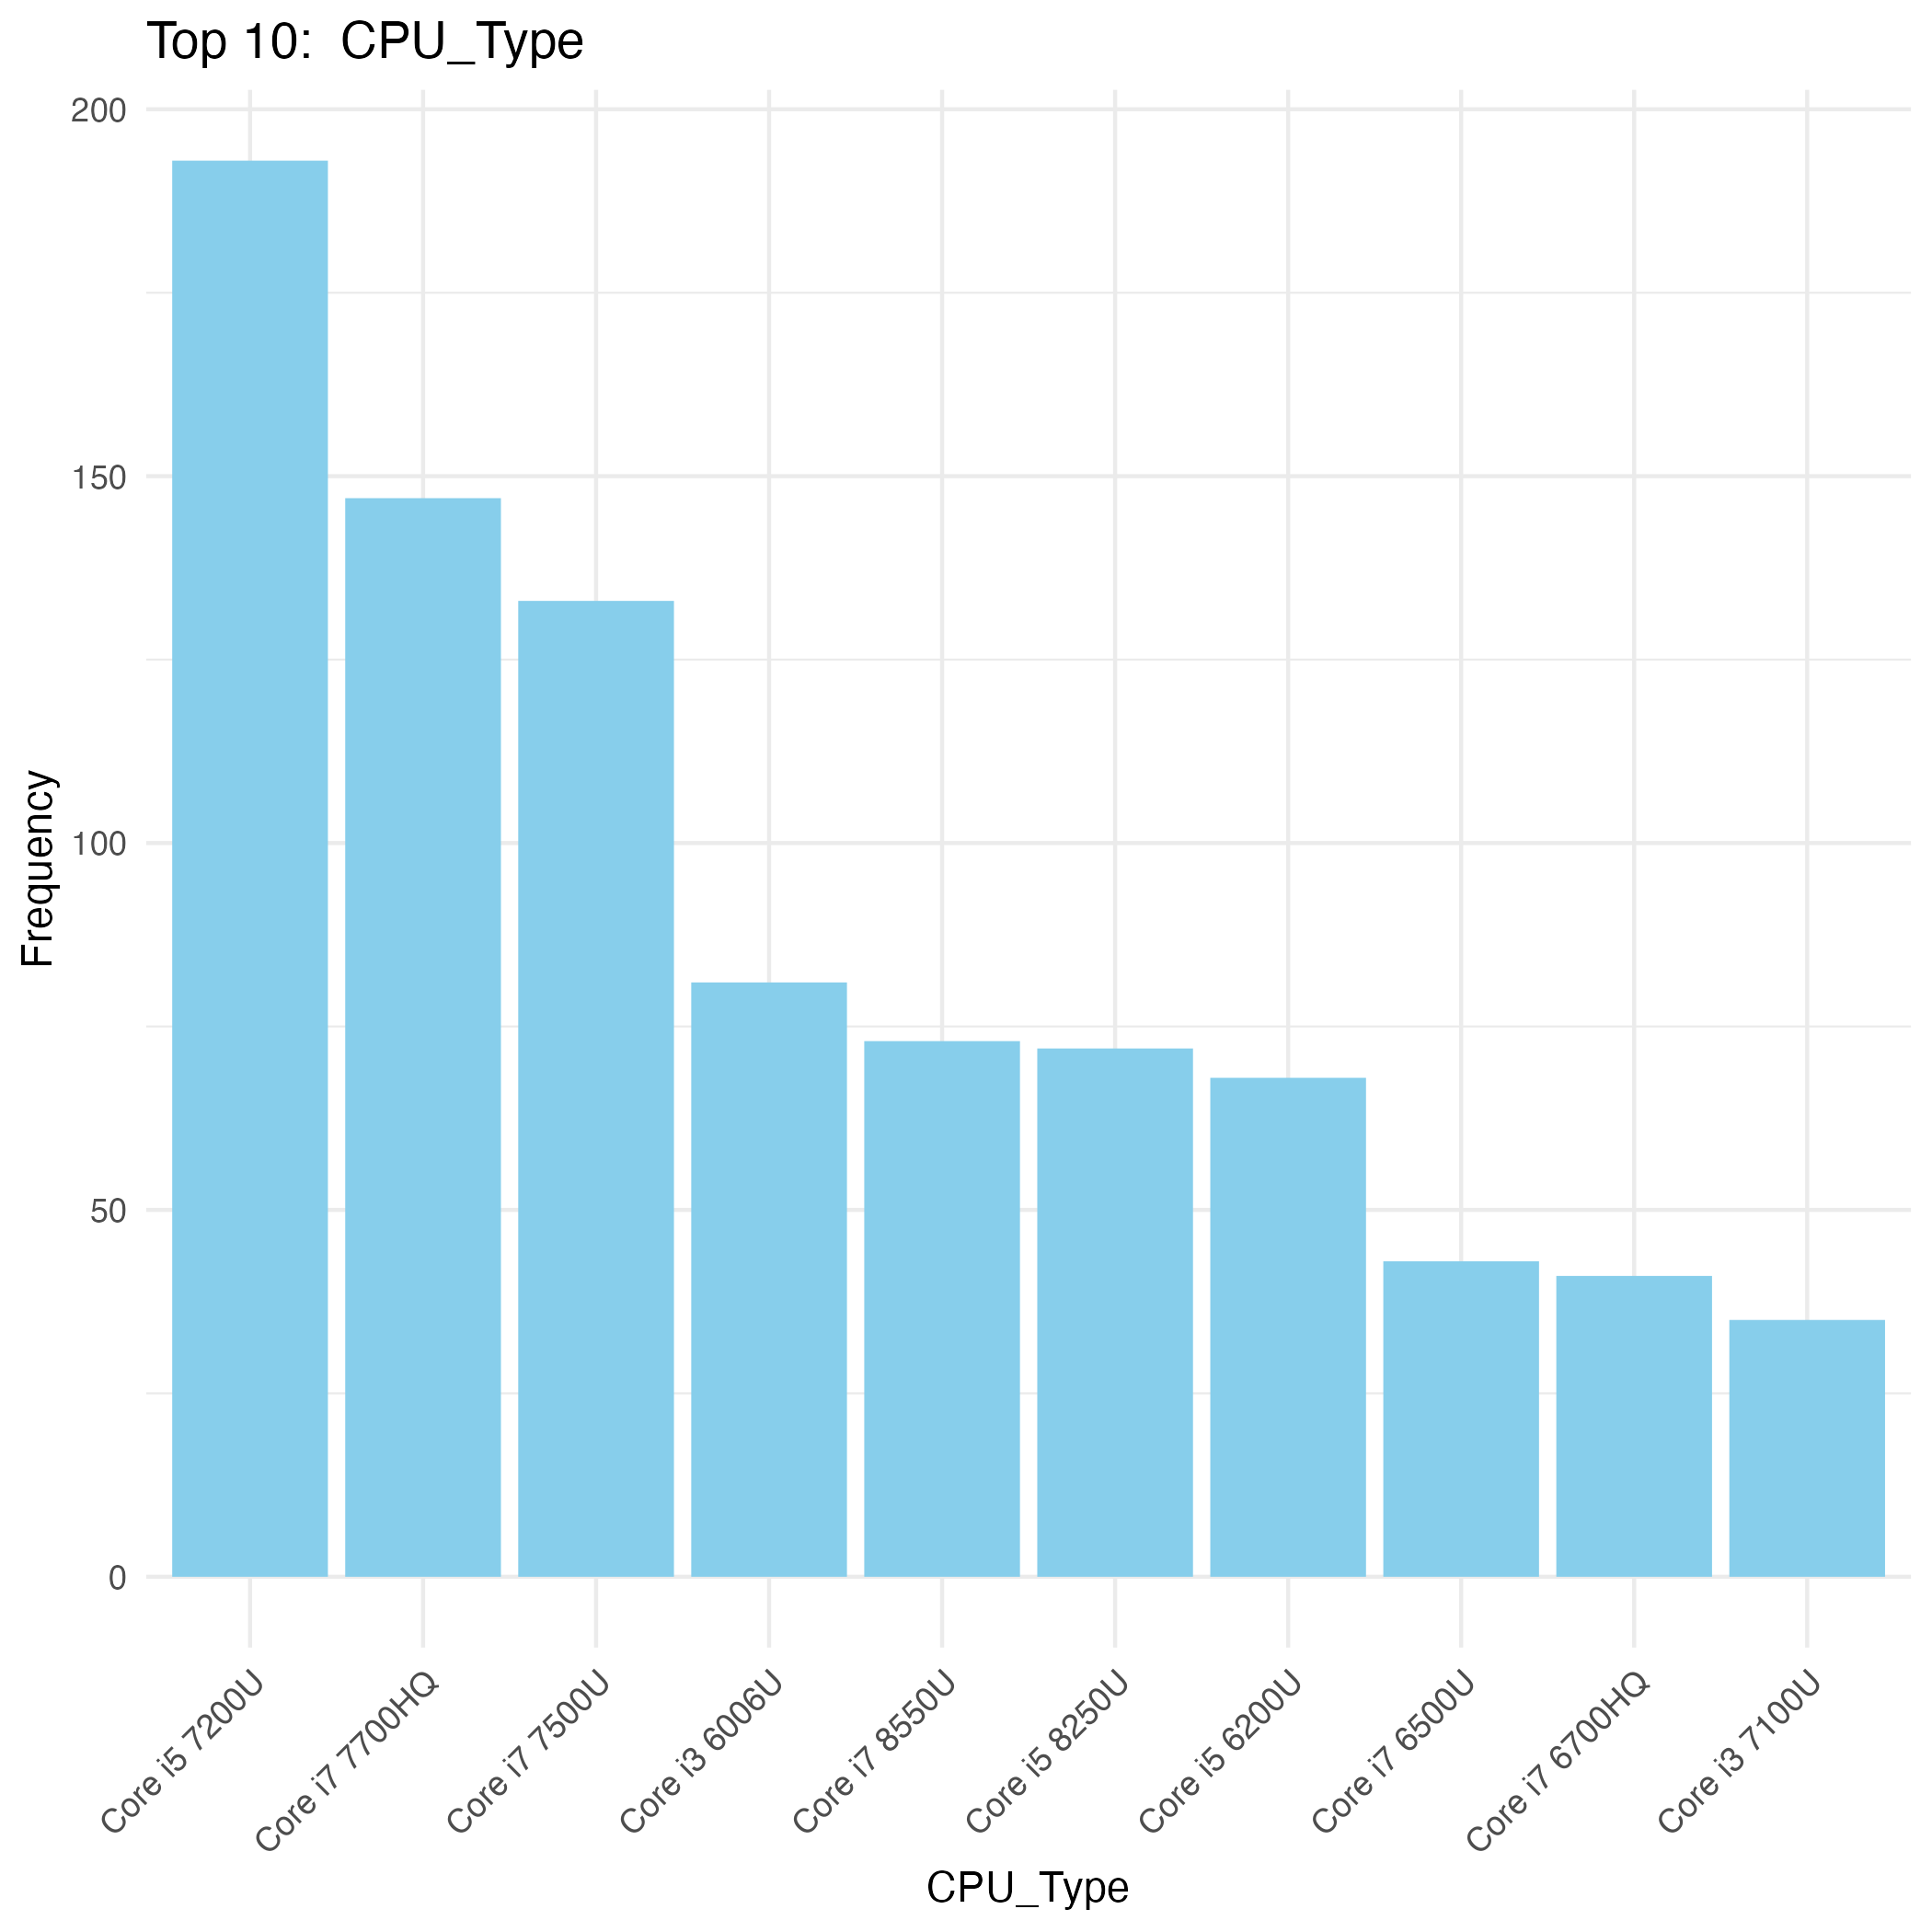 Top 10:  CPU_Type
Frequency
200
150
100
50
0
Core i5 7200U
Core i7 7700HQ
Core i7 7500U
Core i3 6006U
Core i7 8550U
Core i5 8250U
Core i5 6200U
Core i7 6500U
Core i7 6700HQ
Core i3 7100U
CPU_Type